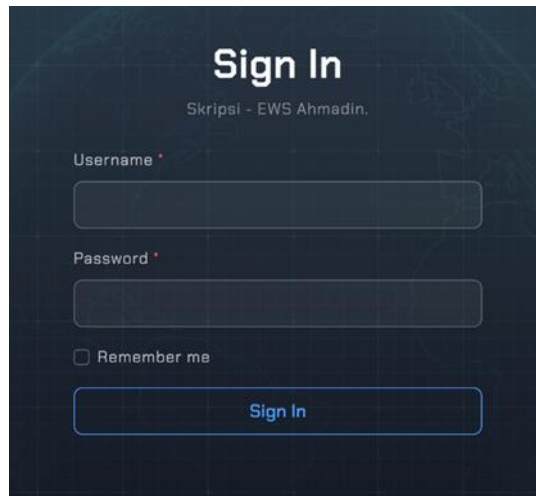 Sign In
Skripsi - EWS Ahmadin.
Username *
Password *
Remember me
Sign In